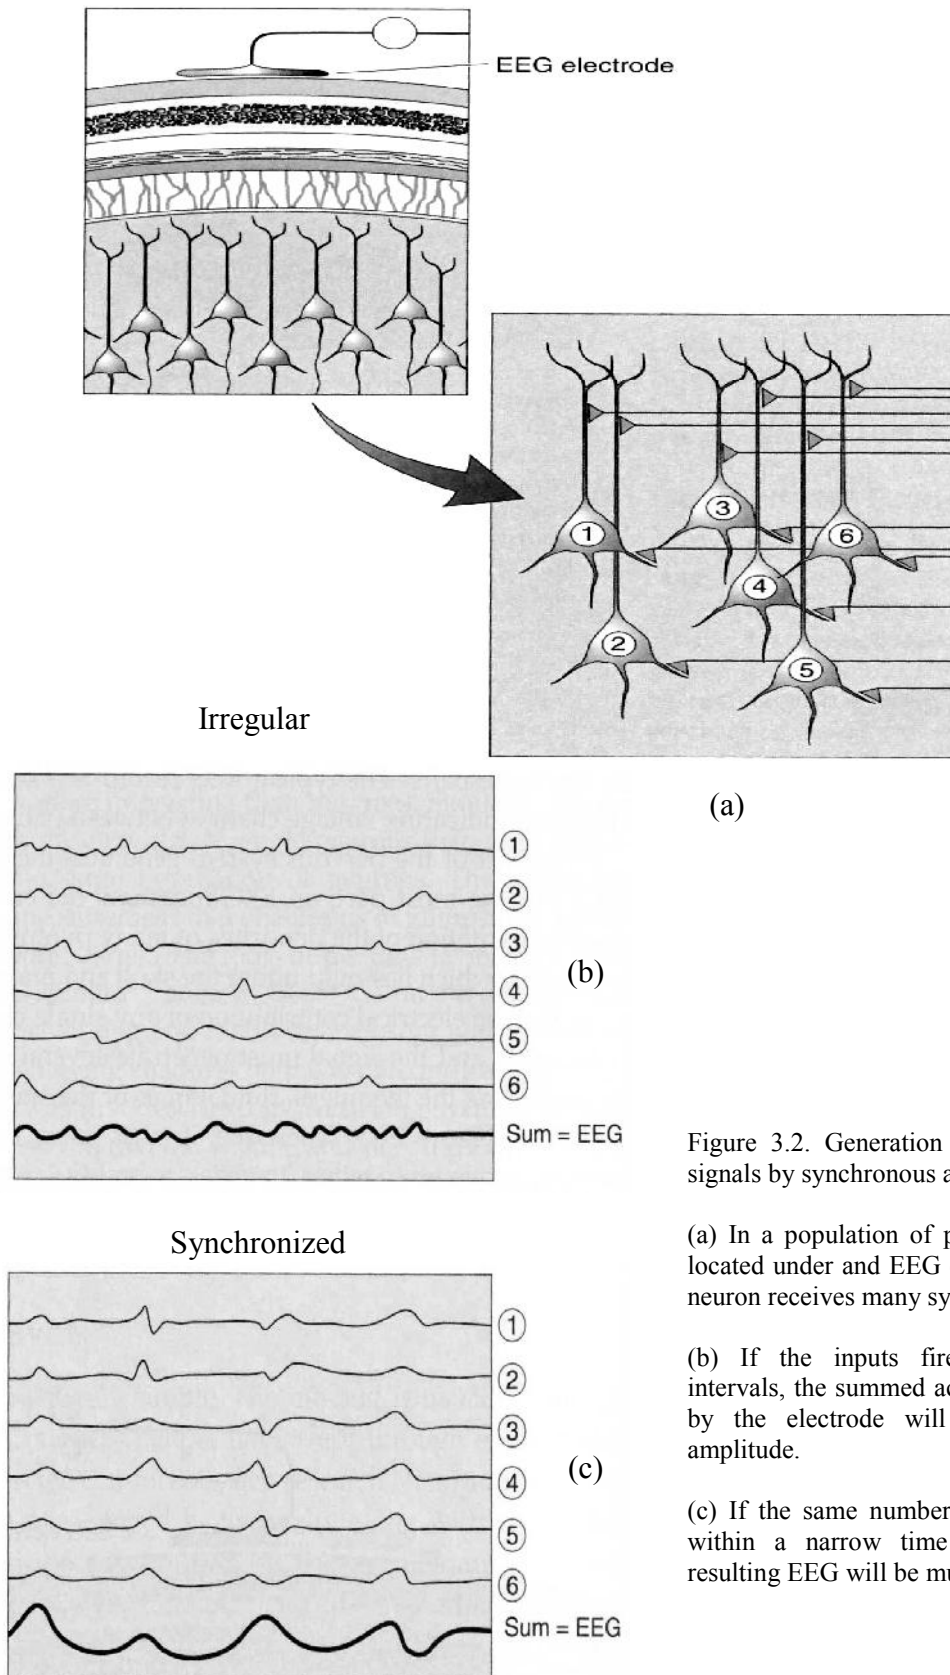 EEG electrode
1
2
3
4
5
6
(a)
Irregular
1
2
3
4
5
6
Sum = EEG
(b)
Figure 3.2. Generation
signals by synchronous a
(a) In a population of p
located under and EEG
neuron receives many sy
(b) If the inputs fire
intervals, the summed ac
by the electrode will
amplitude.
(c) If the same number
within a narrow time
resulting EEG will be mu
Synchronized
1
2
3
4
5
6
Sum = EEG
(c)